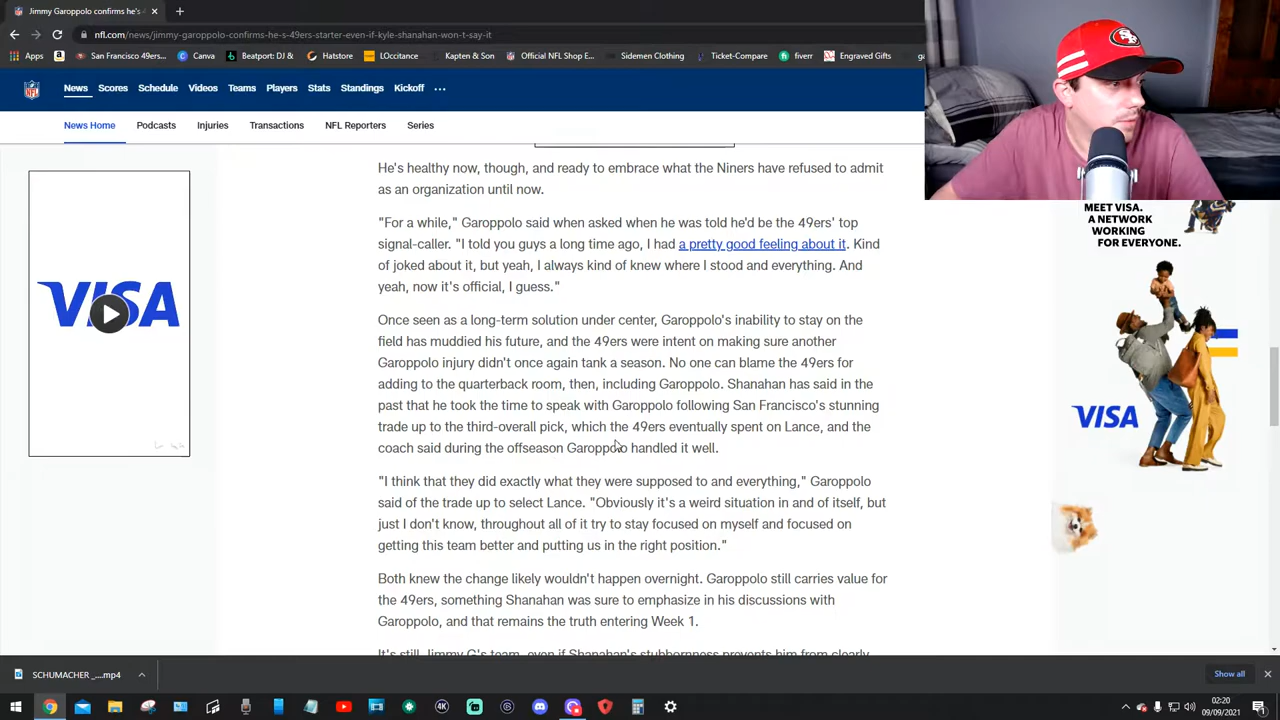 Jimmy Garoppolo confirms he's
nfl.com/news/jimmy-garoppolo-confirms-he-s-49ers-starter-even-if-kyle-shanahan-won-t-say-it
Apps San Francisco 49ers... Canva Beatport: DJ & Hatstore LOccitane Kapten & Son Official NFL Shop E... Sidemen Clothing Ticket-Compare fiverr Engraved Gifts
News Scores Schedule Videos Teams Players Stats Standings Kickoff
News Home Podcasts Injuries Transactions NFL Reporters Series
He's healthy now, though, and ready to embrace what the Niners have refused to admit
as an organization until now.
"For a while," Garoppolo said when asked when he was told he'd be the 49ers' top
signal-caller. "I told you guys a long time ago, I had a pretty good feeling about it. Kind
of joked about it, but yeah, I always kind of knew where I stood and everything. And
yeah, now it's official, I guess."
Once seen as a long-term solution under center, Garoppolo's inability to stay on the
field has muddied his future, and the 49ers were intent on making sure another
Garoppolo injury didn't once again tank a season. No one can blame the 49ers for
adding to the quarterback room, then, including Garoppolo. Shanahan has said in the
past that he took the time to speak with Garoppolo following San Francisco's stunning
trade up to the third-overall pick, which the 49ers eventually spent on Lance, and the
coach said during the offseason Garoppolo handled it well.
"I think that they did exactly what they were supposed to and everything," Garoppolo
said of the trade up to select Lance. "Obviously it's a weird situation in and of itself, but
just I don't know, throughout all of it try to stay focused on myself and focused on
getting this team better and putting us in the right position."
Both knew the change likely wouldn't happen overnight. Garoppolo still carries value for
the 49ers, something Shanahan was sure to emphasize in his discussions with
Garoppolo, and that remains the truth entering Week 1.
It's still Jimmy G's team, even if Shanahan's stubbornness prevents him from clearly
VISA
MEET VISA.
A NETWORK
WORKING
FOR EVERYONE.
VISA
SCHUMACHER _....mp4
Show all
4K
02:20
09/09/2021